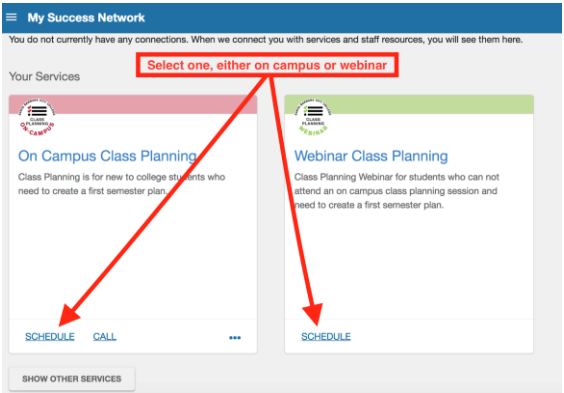 My Success Network
You do not currently have any connections. When we connect you with services and staff resources, you will see them here.
Select one, either on campus or webinar
Your Services
CLASS
PLANNING
ON-CAMPUS
On Campus Class Planning
Class Planning is for new to college students who
need to create a first semester plan.
SCHEDULE CALL
CLASS
PLANNING
WEBINAR
Webinar Class Planning
Class Planning Webinar for students who can not
attend an on campus class planning session and
need to create a first semester plan.
SCHEDULE
SHOW OTHER SERVICES